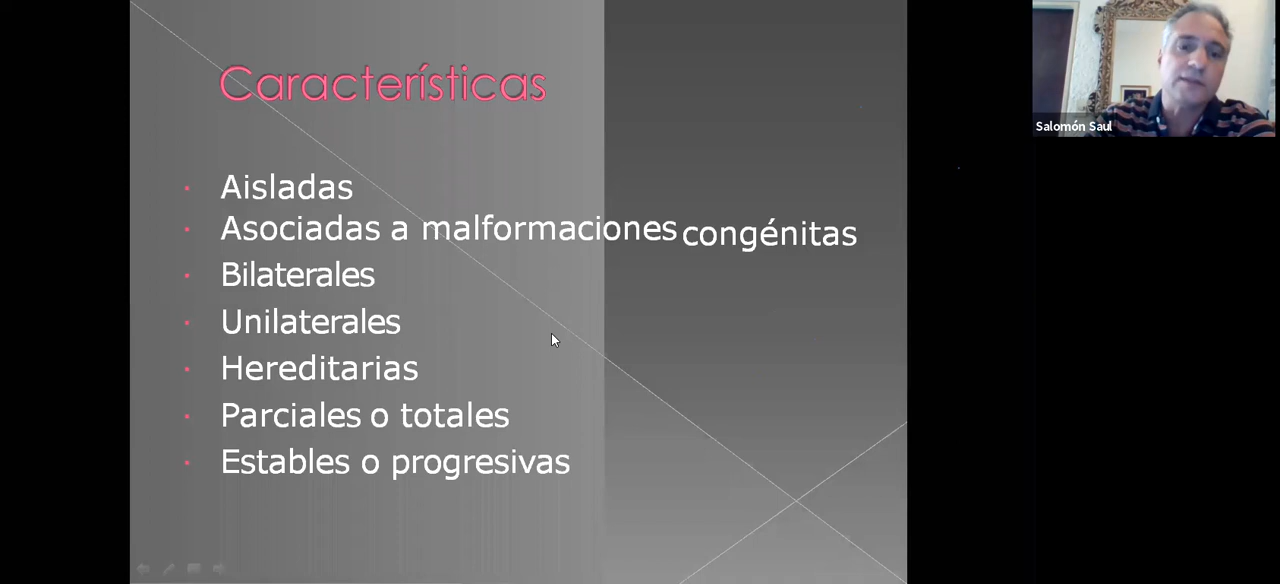 Características
Aisladas
Asociadas a malformaciones congénitas
Bilaterales
Unilaterales
Hereditarias
Parciales o totales
Estables o progresivas
Salomón Saul